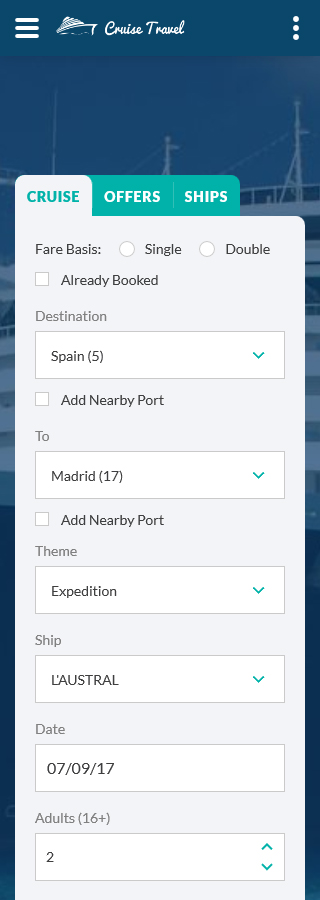 Cruise Travel
CRUISE OFFERS SHIPS
Fare Basis: Single Double
Already Booked
Destination
Spain (5)
Add Nearby Port
To
Madrid (17)
Add Nearby Port
Theme
Expedition
Ship
L'AUSTRAL
Date
07/09/17
Adults (16+)
2